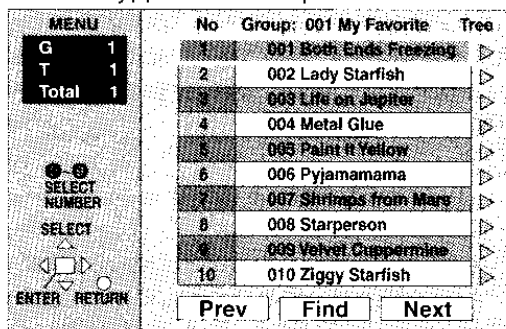 MENU
G 1
T 1
Total 1
SELECT
NUMBER
SELECT
ENTER RETURN
No Group: 001 My Favorite Tree
1 001 Both Ends Freezing
2 002 Lady Starfish
3 003 Life on Jupiter
4 004 Metal Glue
5 005 Paint it Yellow
6 006 Pyjamamama
7 007 Shrimps from Mars
8 008 Starperson
9 009 Velvet Cuppermine
10 010 Ziggy Starfish
Prev Find Next